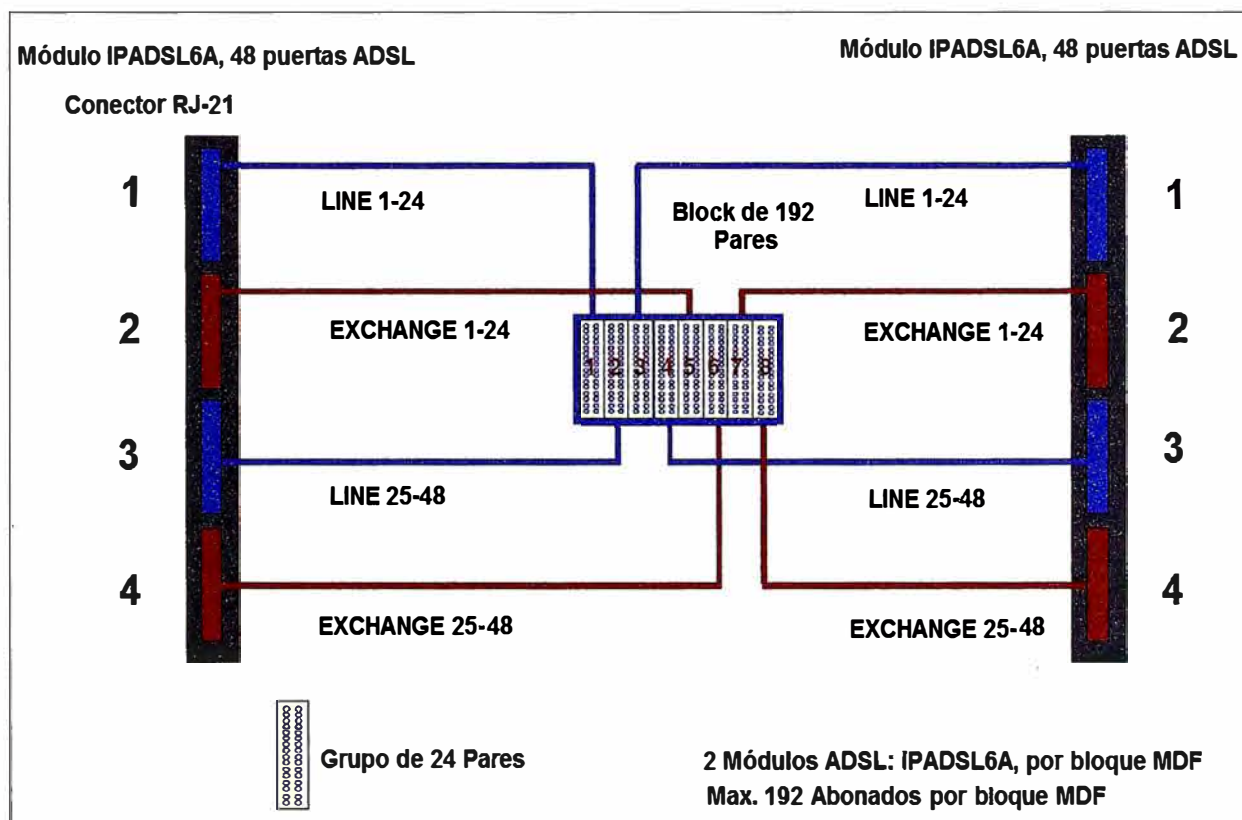 Módulo IPADSL6A, 48 puertas ADSL
Módulo IPADSL6A, 48 puertas ADSL
Conector RJ-21
1
LINE 1-24
Block de 192
Pares
LINE 1-24
1
2
EXCHANGE 1-24
EXCHANGE 1-24
2
1 2 3 4 5 6 7 8
3
LINE 25-48
LINE 25-48
3
4
EXCHANGE 25-48
EXCHANGE 25-48
4
Grupo de 24 Pares
2 Módulos ADSL: IPADSL6A, por bloque MDF
Max. 192 Abonados por bloque MDF